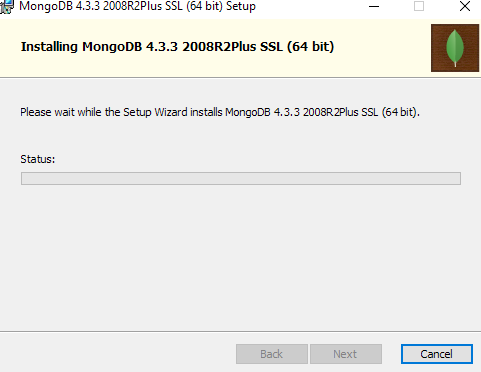 MongoDB 4.3.3 2008R2Plus SSL (64 bit) Setup
Installing MongoDB 4.3.3 2008R2Plus SSL (64 bit)
Please wait while the Setup Wizard installs MongoDB 4.3.3 2008R2Plus SSL (64 bit).
Status:
Back Next Cancel